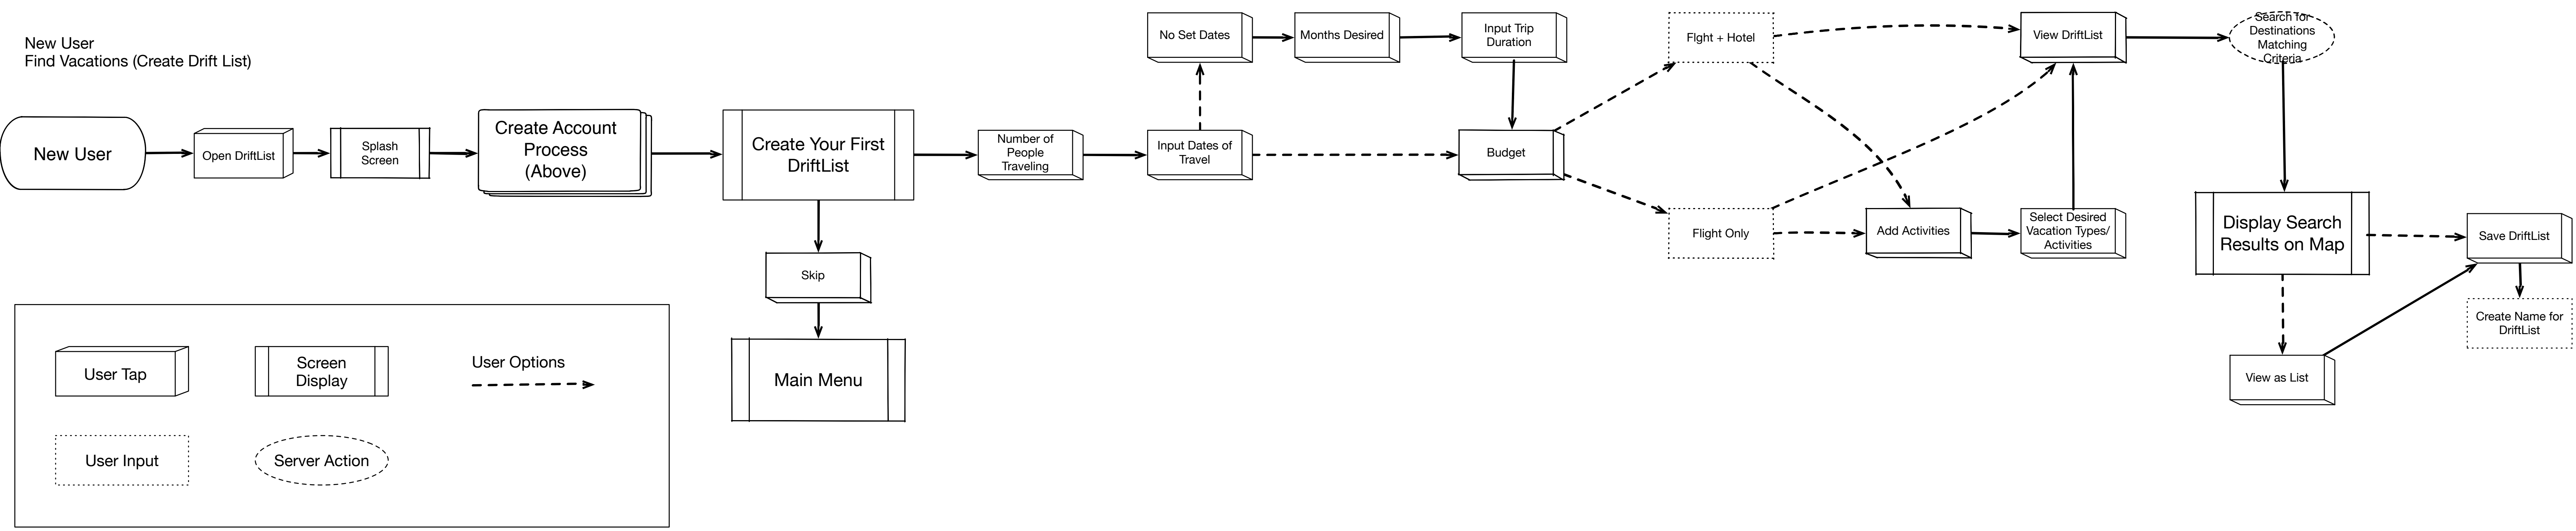 New User
Find Vacations (Create Drift List)
New User
Open DriftList
Splash
Screen
Create Account
Process
(Above)
Create Your First
DriftList
Skip
Main Menu
Number of
People
Traveling
Input Dates of
Travel
No Set Dates
Months Desired
Input Trip
Duration
Budget
FIght + Hotel
Flight Only
Add Activities
Select Desired
Vacation Types/
Activities
View DriftList
Search for
Destinations
Matching
Criteria
Display Search
Results on Map
Save DriftList
Create Name for
DriftList
View as List
User Tap
Screen
Display
User Options
User Input
Server Action